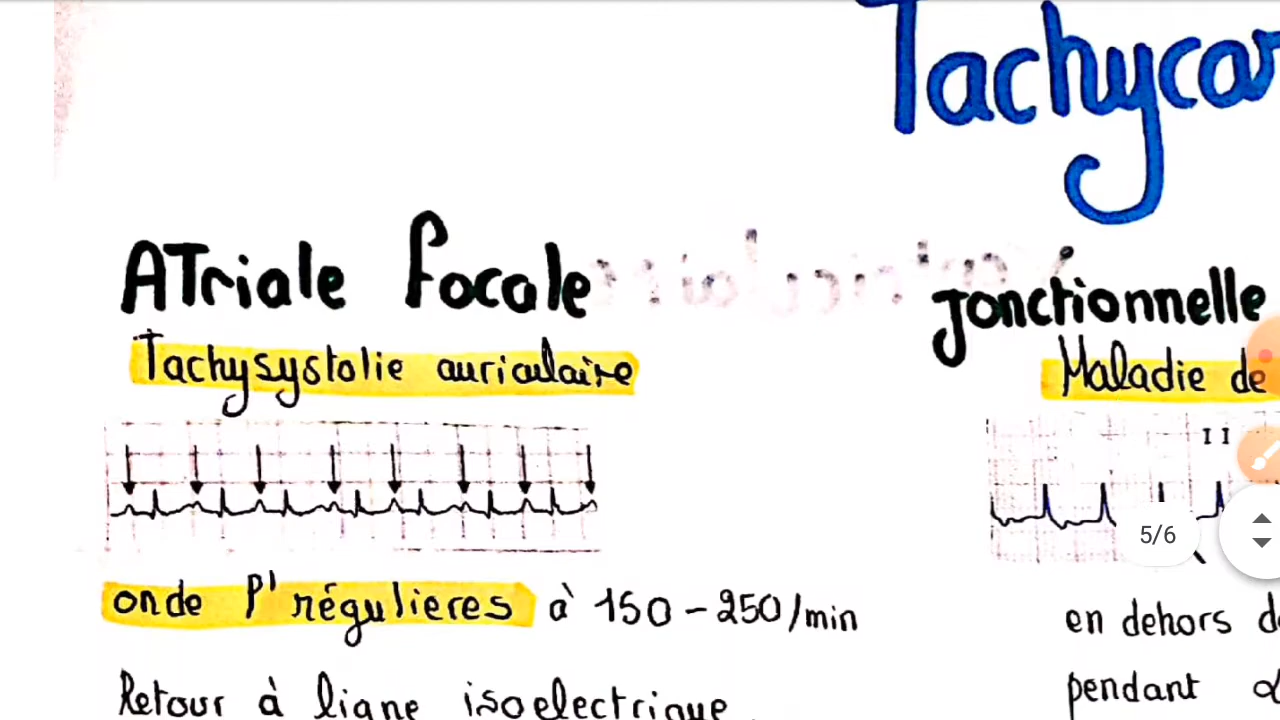 Tachycar
ATriale focale
Tachysystolie auriculaire
onde P' régulieres à 150-250/min
Retour à ligne isoelectrique
jonctionnelle
Maladie de
II
en dehors
pendant
5/6